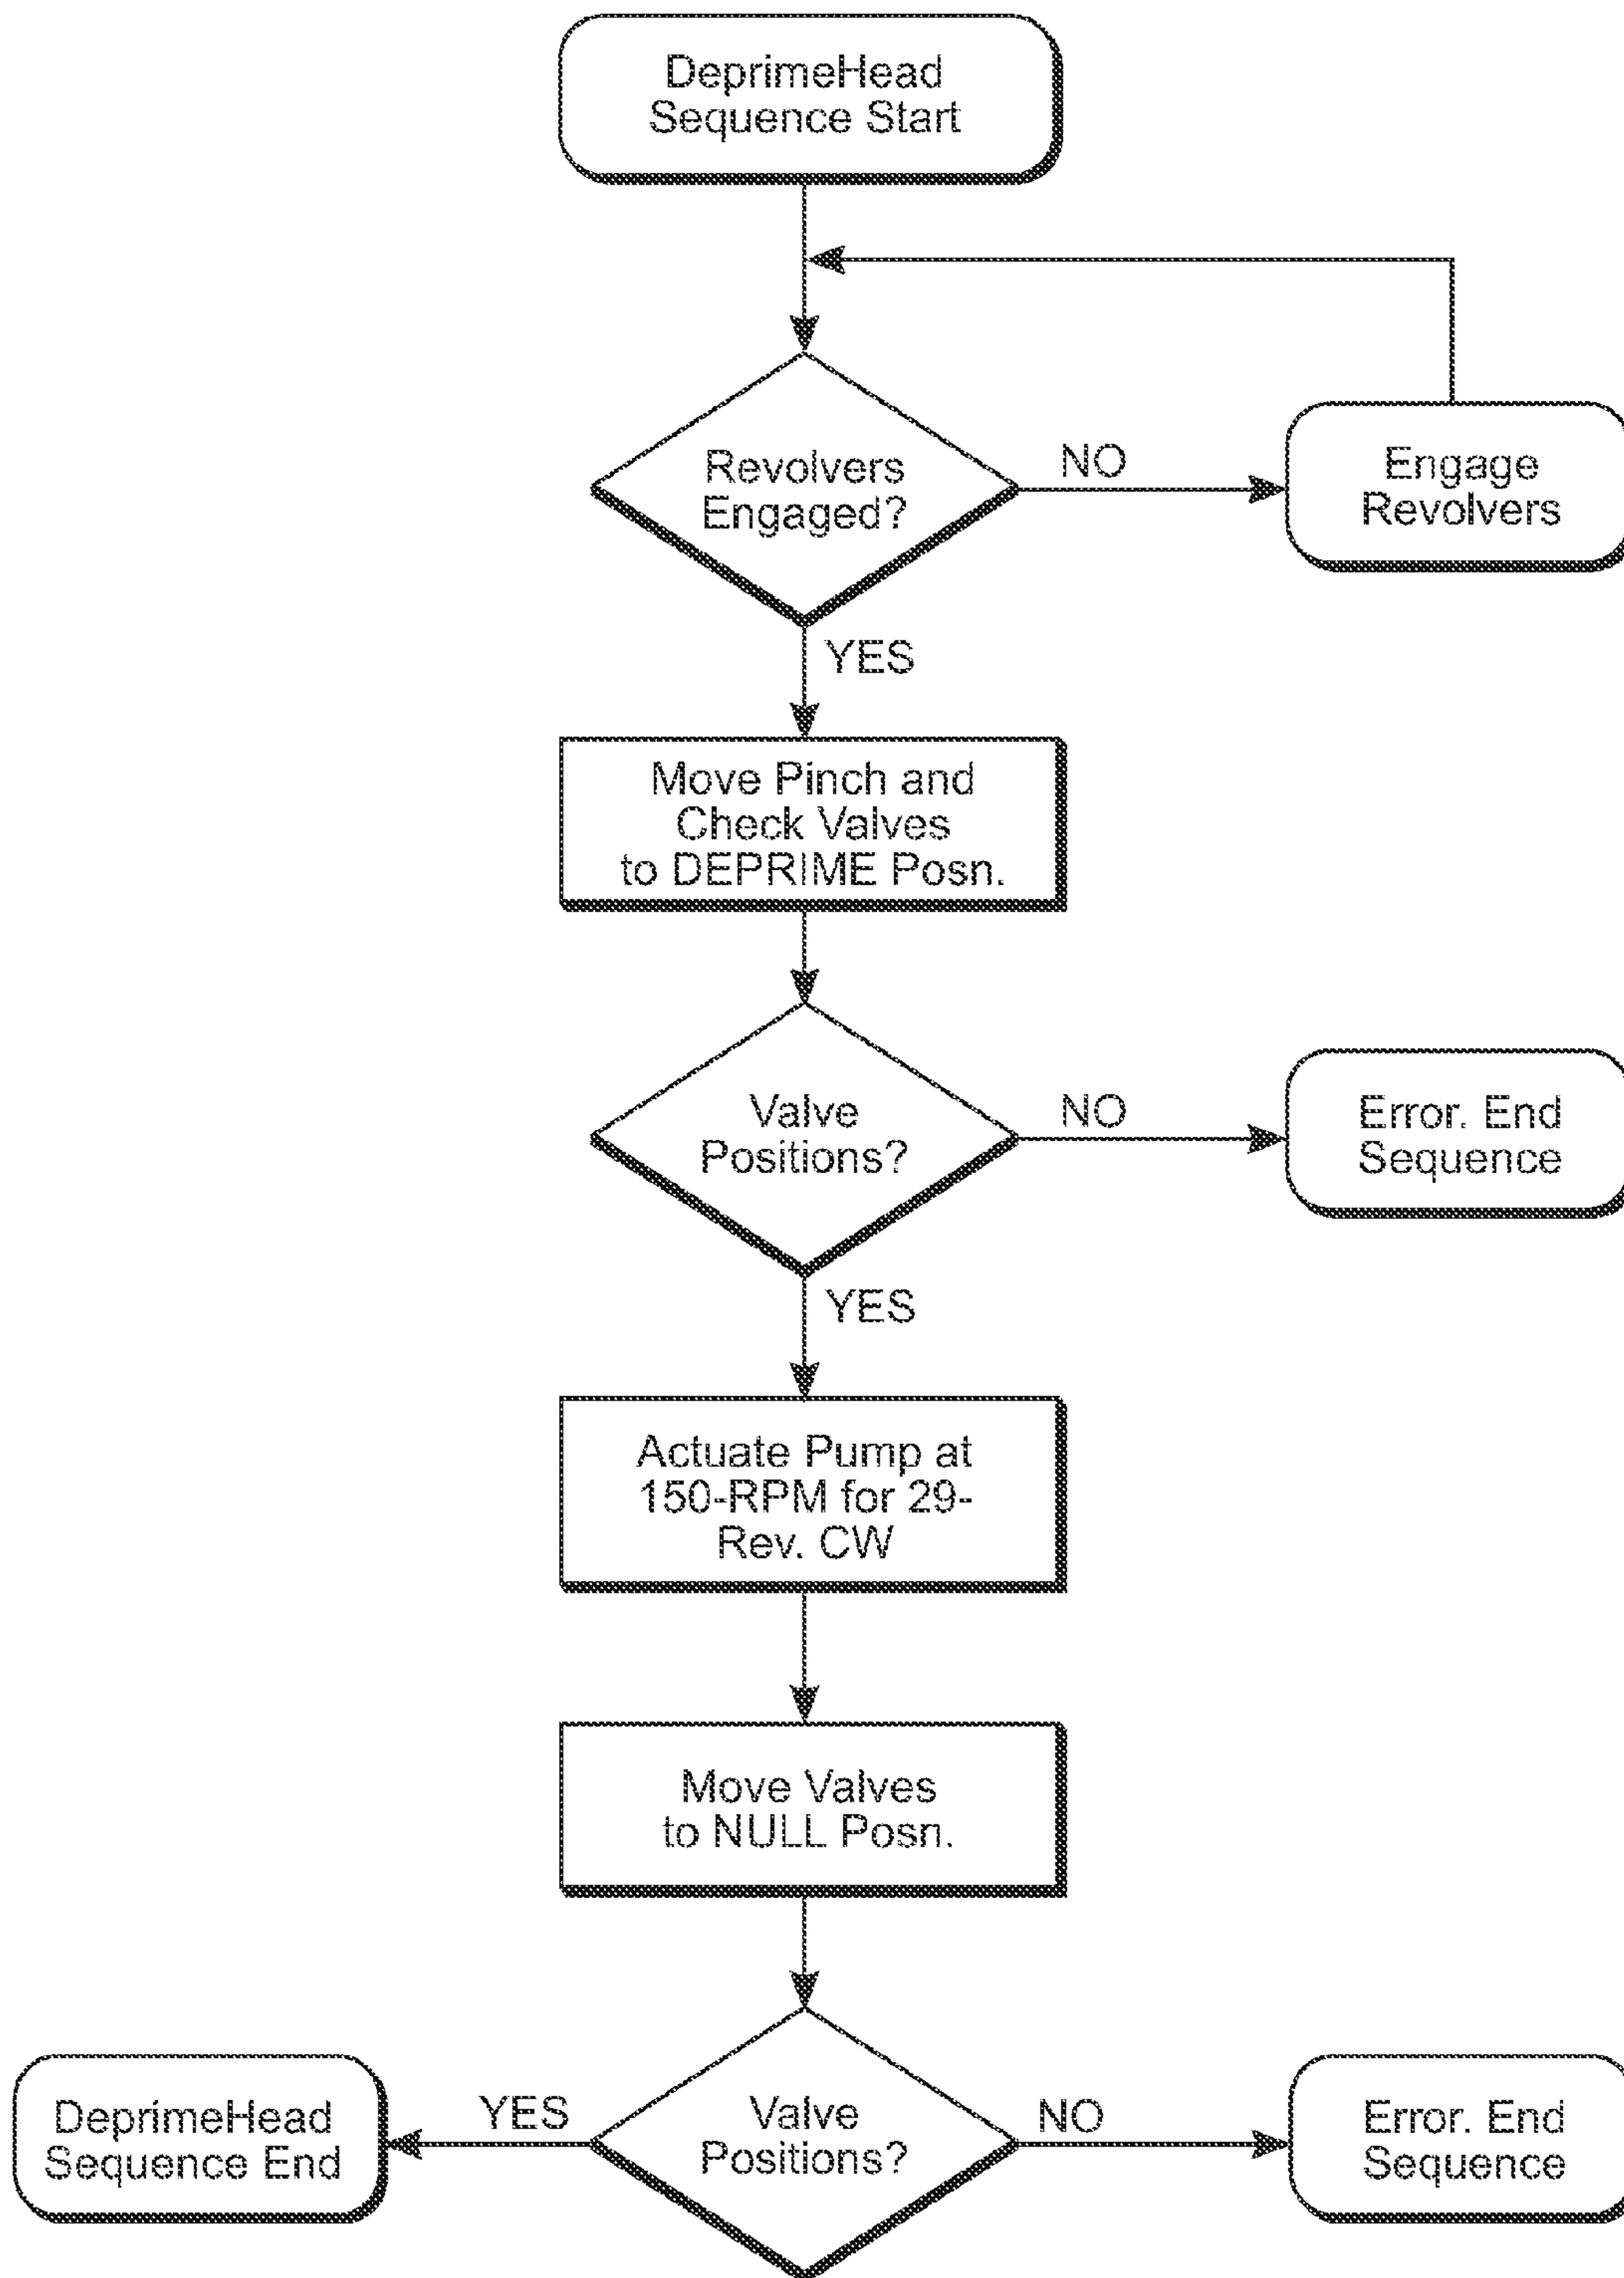 DeprimeHead
Sequence Start
Revolvers
Engaged?
NO
Engage
Revolvers
YES
Move Pinch and
Check Valves
to DEPRIME Posn.
Valve
Positions?
NO
Error. End
Sequence
YES
Actuate Pump at
150-RPM for 29-
Rev. CW
Move Valves
to NULL Posn.
DeprimeHead
Sequence End
YES
Valve
Positions?
NO
Error. End
Sequence